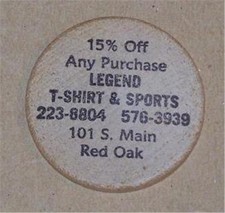 15% Off
Any Purchase
LEGEND
T-SHIRT & SPORTS
223-8804 576-3939
101 S. Main
Red Oak